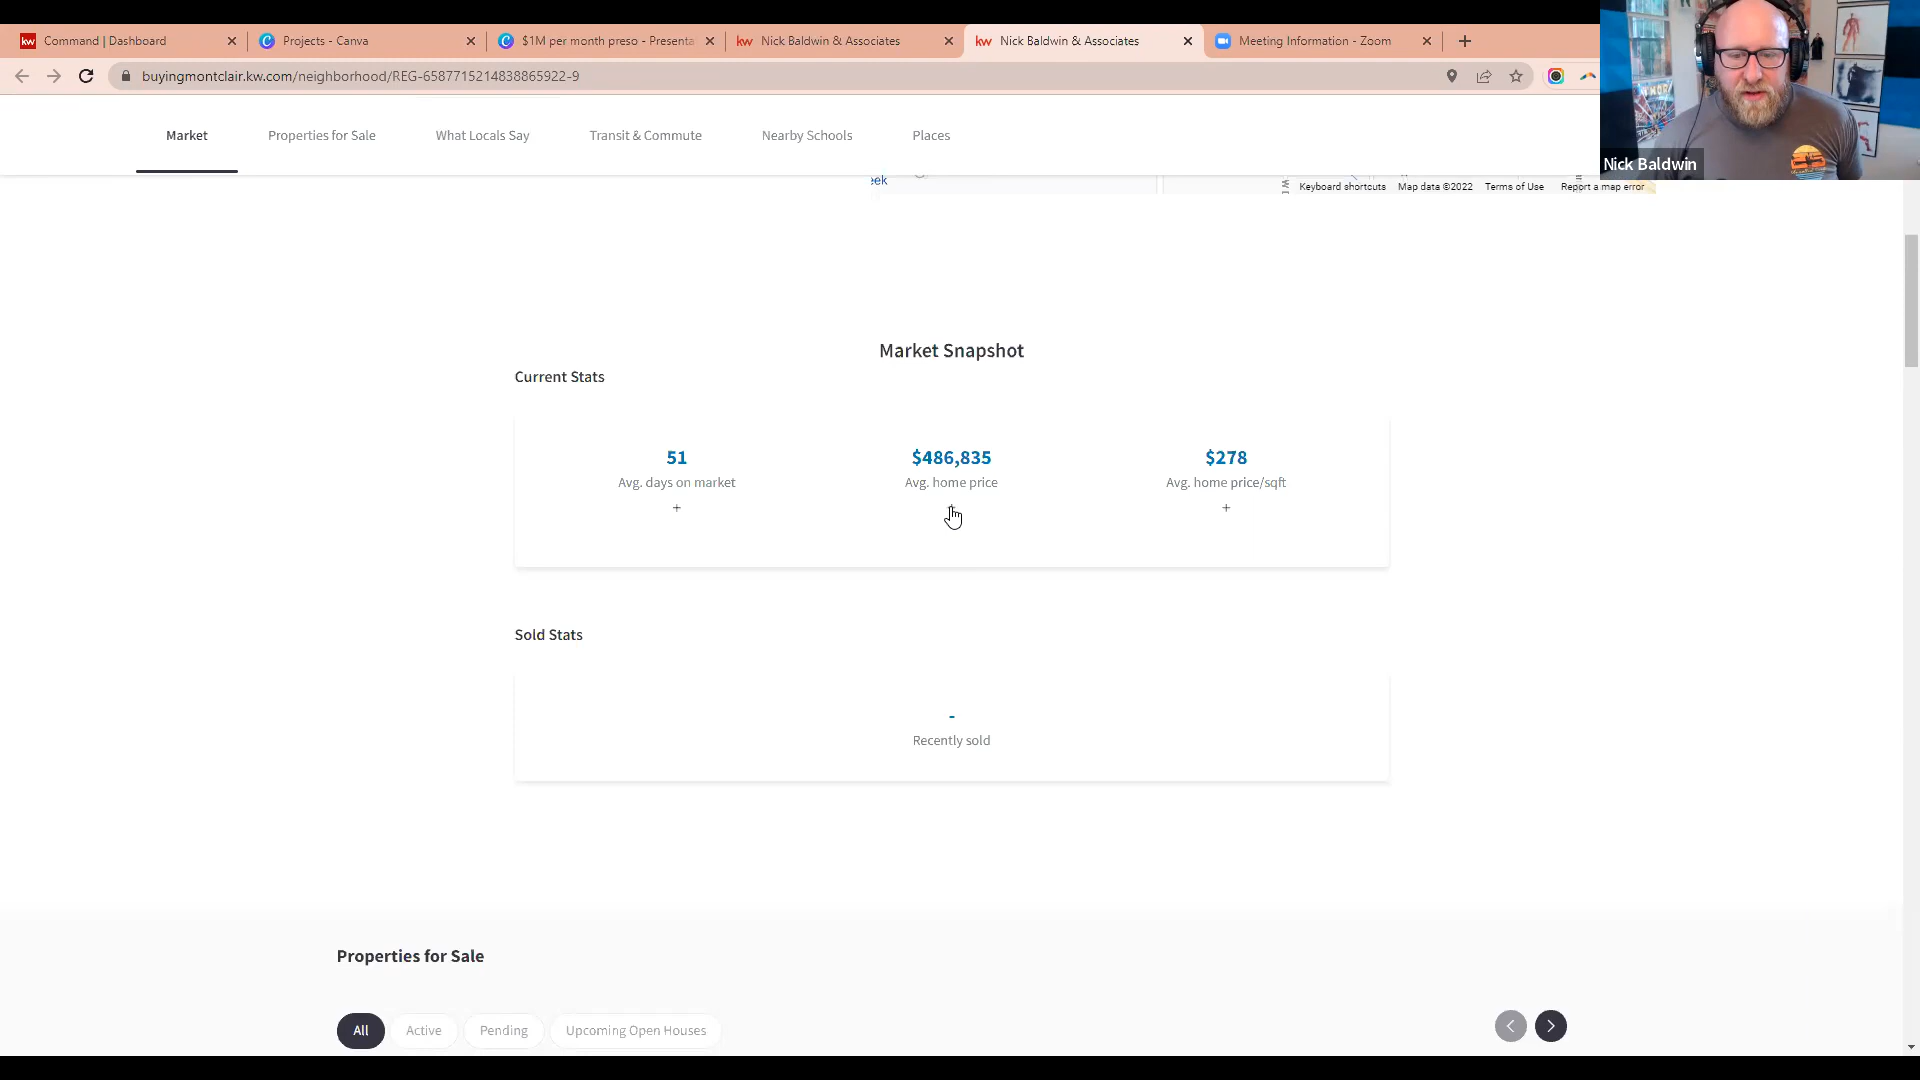 kw Command | Dashboard
Projects - Canva
$1M per month preso - Presenta
kw Nick Baldwin & Associates
kw Nick Baldwin & Associates
Meeting Information - Zoom
buyingmontclair.kw.com/neighborhood/REG-6587715214838865922-9
Market
Properties for Sale
What Locals Say
Transit & Commute
Nearby Schools
Places
Nick Baldwin
eek
Keyboard shortcuts
Map data ©2022
Terms of Use
Report a map error
Market Snapshot
Current Stats
51
Avg. days on market
+
$486,835
Avg. home price
$278
Avg. home price/sqft
+
Sold Stats
-
Recently sold
Properties for Sale
All
Active
Pending
Upcoming Open Houses